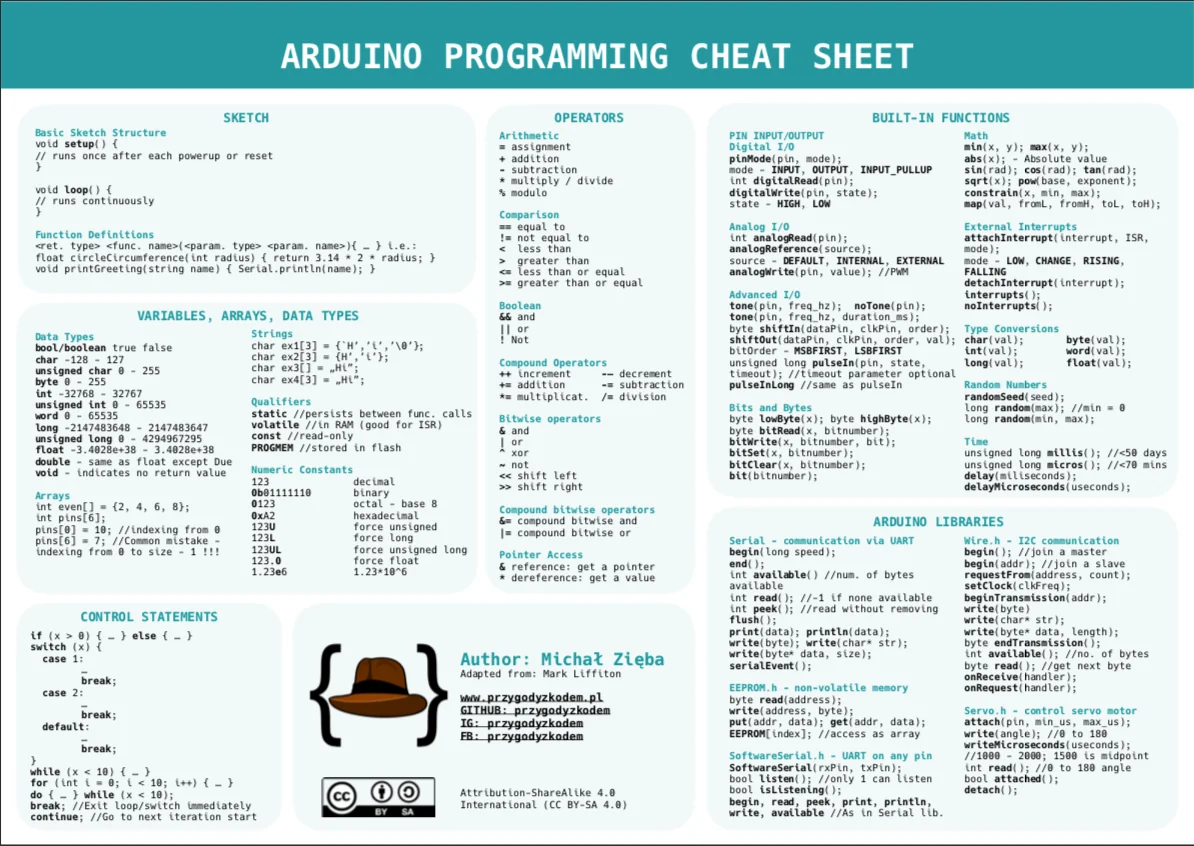 ARDUINO PROGRAMMING CHEAT SHEET
SKETCH
Basic Sketch Structure
void setup() {
// runs once after each powerup or reset
}
void loop() {
// runs continuously
}
Function Definitions
<ret. type> <func. name>(<param. type> <param. name>){ … } i.e.:
float circleCircumference(int radius) { return 3.14 * 2 * radius; }
void printGreeting(string name) { Serial.println(name); }
VARIABLES, ARRAYS, DATA TYPES
Data Types
bool/boolean true false
char -128 - 127
unsigned char 0 - 255
byte 0 - 255
int -32768 - 32767
unsigned int 0 - 65535
word 0 - 65535
long -2147483648 - 2147483647
unsigned long 0 - 4294967295
float -3.4028e+38 - 3.4028e+38
double - same as float except Due
void - indicates no return value
Arrays
int even[] = {2, 4, 6, 8};
int pins[6];
pins[0] = 10; //indexing from 0
pins[6] = 7; //Common mistake -
indexing from 0 to size - 1 !!!
Strings
char ex1[3] = {`H’,’i’,’\0’};
char ex2[3] = {H’,’i’};
char ex3[] = „Hi”;
char ex4[3] = „Hi”;
Qualifiers
static //persists between func. calls
volatile //in RAM (good for ISR)
const //read-only
PROGMEM //stored in flash
Numeric Constants
123 decimal
0b01111110 binary
0123 octal - base 8
0xA2 hexadecimal
123U force unsigned
123L force long
123UL force unsigned long
123.0 force float
1.23e6 1.23*10^6
CONTROL STATEMENTS
if (x > 0) { … } else { … }
switch (x) {
case 1:
…
break;
case 2:
…
break;
default:
…
break;
}
while (x < 10) { … }
for (int i = 0; i < 10; i++) { … }
do { … } while (x < 10);
break; //Exit loop/switch immediately
continue; //Go to next iteration start
OPERATORS
Arithmetic
= assignment
+ addition
- subtraction
* multiply / divide
% modulo
Comparison
== equal to
!= not equal to
< less than
> greater than
<= less than or equal
>= greater than or equal
Boolean
&& and
|| or
! Not
Compound Operators
++ increment -- decrement
+= addition -= subtraction
*= multiplicat. /= division
Bitwise operators
& and
| or
^ xor
~ not
<< shift left
>> shift right
Compound bitwise operators
&= compound bitwise and
|= compound bitwise or
Pointer Access
& reference: get a pointer
* dereference: get a value
{ }
Author: Michał Zięba
Adapted from: Mark Liffiton
www.przygodyzkodem.pl
GITHUB: przygodyzkodem
IG: przygodyzkodem
FB: przygodyzkodem
cc
BY SA
Attribution-ShareAlike 4.0
International (CC BY-SA 4.0)
BUILT-IN FUNCTIONS
PIN INPUT/OUTPUT
Digital I/O
pinMode(pin, mode);
mode - INPUT, OUTPUT, INPUT_PULLUP
int digitalRead(pin);
digitalWrite(pin, state);
state - HIGH, LOW
Analog I/O
int analogRead(pin);
analogReference(source);
source - DEFAULT, INTERNAL, EXTERNAL
analogWrite(pin, value); //PWM
Advanced I/O
tone(pin, freq_hz); noTone(pin);
tone(pin, freq_hz, duration_ms);
byte shiftIn(dataPin, clkPin, order);
shiftOut(dataPin, clkPin, order, val);
bitOrder - MSBFIRST, LSBFIRST
unsigned long pulseIn(pin, state,
timeout); //timeout parameter optional
pulseInLong //same as pulseIn
Bits and Bytes
byte lowByte(x); byte highByte(x);
byte bitRead(x, bitnumber);
bitWrite(x, bitnumber, bit);
bitSet(x, bitnumber);
bitClear(x, bitnumber);
bit(bitnumber);
Math
min(x, y); max(x, y);
abs(x); - Absolute value
sin(rad); cos(rad); tan(rad);
sqrt(x); pow(base, exponent);
constrain(x, min, max);
map(val, fromL, fromH, toL, toH);
External Interrupts
attachInterrupt(interrupt, ISR,
mode);
mode - LOW, CHANGE, RISING,
FALLING
detachInterrupt(interrupt);
interrupts();
noInterrupts();
Type Conversions
char(val); byte(val);
int(val); word(val);
long(val); float(val);
Random Numbers
randomSeed(seed);
long random(max); //min = 0
long random(min, max);
Time
unsigned long millis(); //<50 days
unsigned long micros(); //<70 mins
delay(miliseconds);
delayMicroseconds(useconds);
ARDUINO LIBRARIES
Serial - communication via UART
begin(long speed);
end();
int available() //num. of bytes
available
int read(); //-1 if none available
int peek(); //read without removing
flush();
print(data); println(data);
write(byte); write(char* str);
write(byte* data, size);
serialEvent();
EEPROM.h - non-volatile memory
byte read(address);
write(address, byte);
put(addr, data); get(addr, data);
EEPROM[index]; //access as array
SoftwareSerial.h - UART on any pin
SoftwareSerial(rxPin, txPin);
bool listen(); //only 1 can listen
bool isListening();
begin, read, peek, print, println,
write, available //As in Serial lib.
Wire.h - I2C communication
begin(); //join a master
begin(addr); //join a slave
requestFrom(address, count);
setClock(clkFreq);
beginTransmission(addr);
write(byte)
write(char* str);
write(byte* data, length);
byte endTransmission();
int available(); //no. of bytes
byte read(); //get next byte
onReceive(handler);
onRequest(handler);
Servo.h - control servo motor
attach(pin, min_us, max_us);
write(angle); //0 to 180
writeMicroseconds(useconds);
//1000 - 2000; 1500 is midpoint
int read(); //0 to 180 angle
bool attached();
detach();